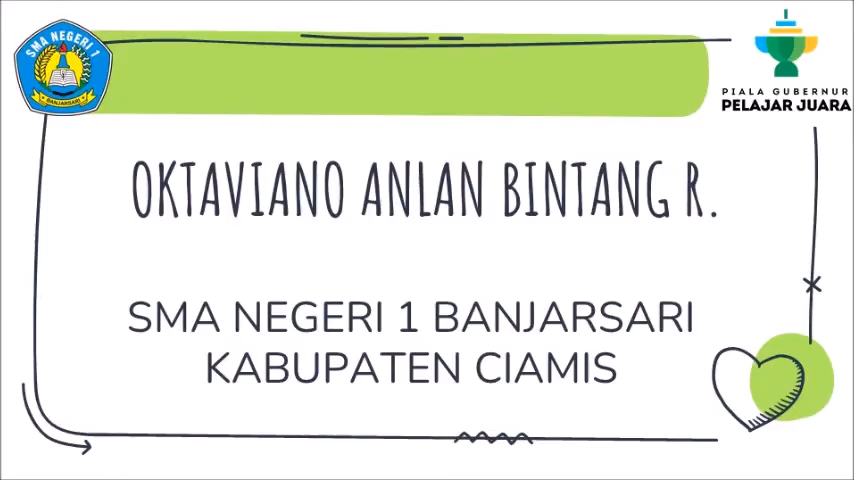 SMA NEGERI 1
BANJARSARI
PIALA GUBERNUR
PELAJAR JUARA
OKTAVIANO ANLAN BINTANG R.
SMA NEGERI 1 BANJARSARI
KABUPATEN CIAMIS